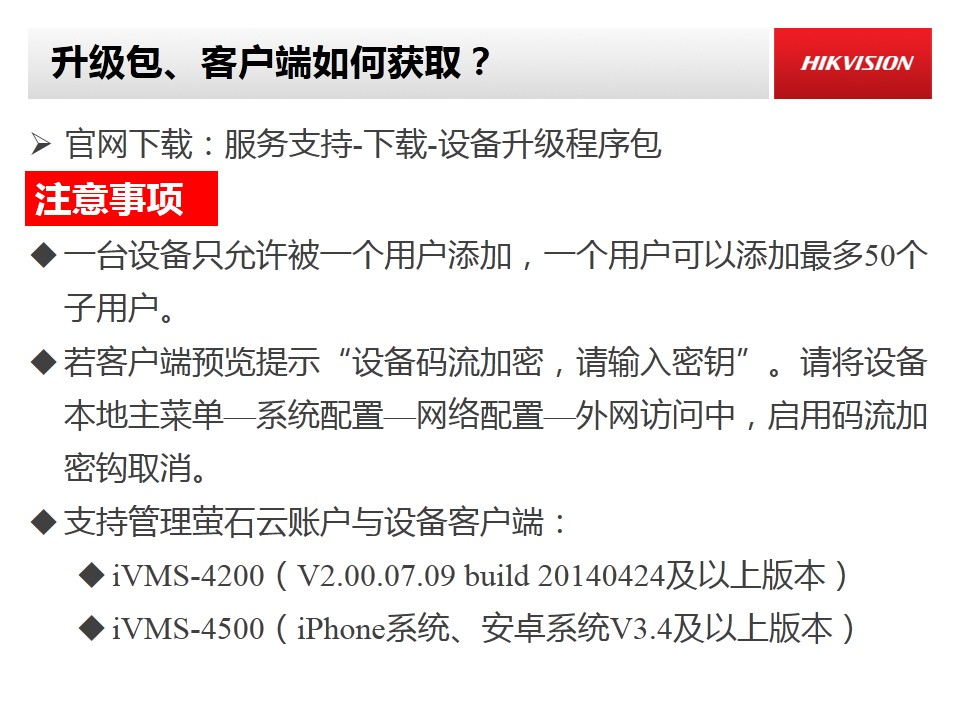 升级包、客户端如何获取？
HIKVISION
官网下载：服务支持-下载-设备升级程序包
注意事项
一台设备只允许被一个用户添加，一个用户可以添加最多50个
子用户。
若客户端预览提示“设备码流加密，请输入密钥”。请将设备
本地主菜单—系统配置—网络配置—外网访问中，启用码流加
密钩取消。
支持管理萤石云账户与设备客户端：
iVMS-4200（V2.00.07.09 build 20140424及以上版本）
iVMS-4500（iPhone系统、安卓系统V3.4及以上版本）